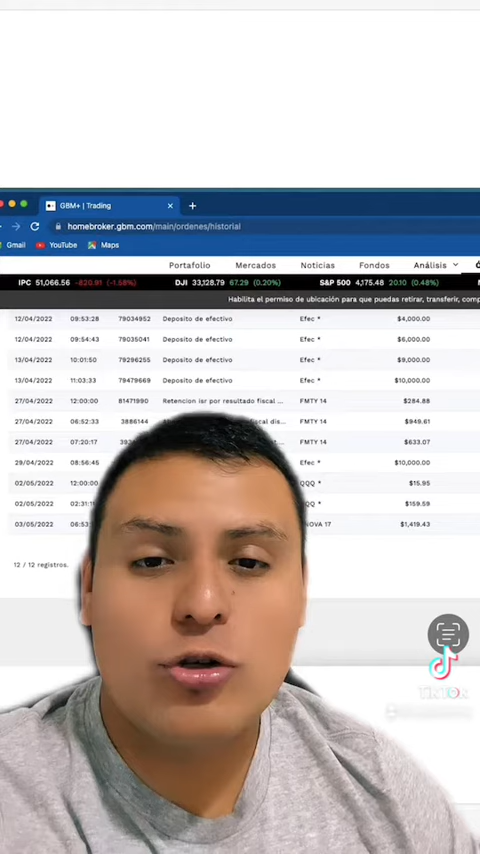 GBM+ | Trading
homebroker.gbm.com/main/ordenes/historial
Gmail YouTube Maps
Portafolio Mercados Noticias Fondos Análisis
IPC 51,066.56 -820.91 (-1.58%) DJI 33,128.79 67.29 (0.20%) S&P 500 4,175.48 20.10 (0.48%)
Habilita el permiso de ubicación para que puedas retirar, transferir, comp
12/04/2022 09:53:28 79034952 Deposito de efectivo Efec * $4,000.00
12/04/2022 09:54:43 79035041 Deposito de efectivo Efec * $6,000.00
13/04/2022 10:01:50 79296255 Deposito de efectivo Efec * $9,000.00
13/04/2022 11:03:33 79479669 Deposito de efectivo Efec * $10,000.00
27/04/2022 12:00:00 81471990 Retencion isr por resultado fiscal ... FMTY 14 $284.88
27/04/2022 06:52:33 3886144 fiscal dis... FMTY 14 $949.61
27/04/2022 07:20:17 FMTY 14 $633.07
29/04/2022 08:56:45 Efec * $10,000.00
02/05/2022 12:00:00 QQQ * $15.95
02/05/2022 QQQ * $159.59
03/05/2022 NOVA 17 $1,419.43
12 / 12 registros.
TikTok